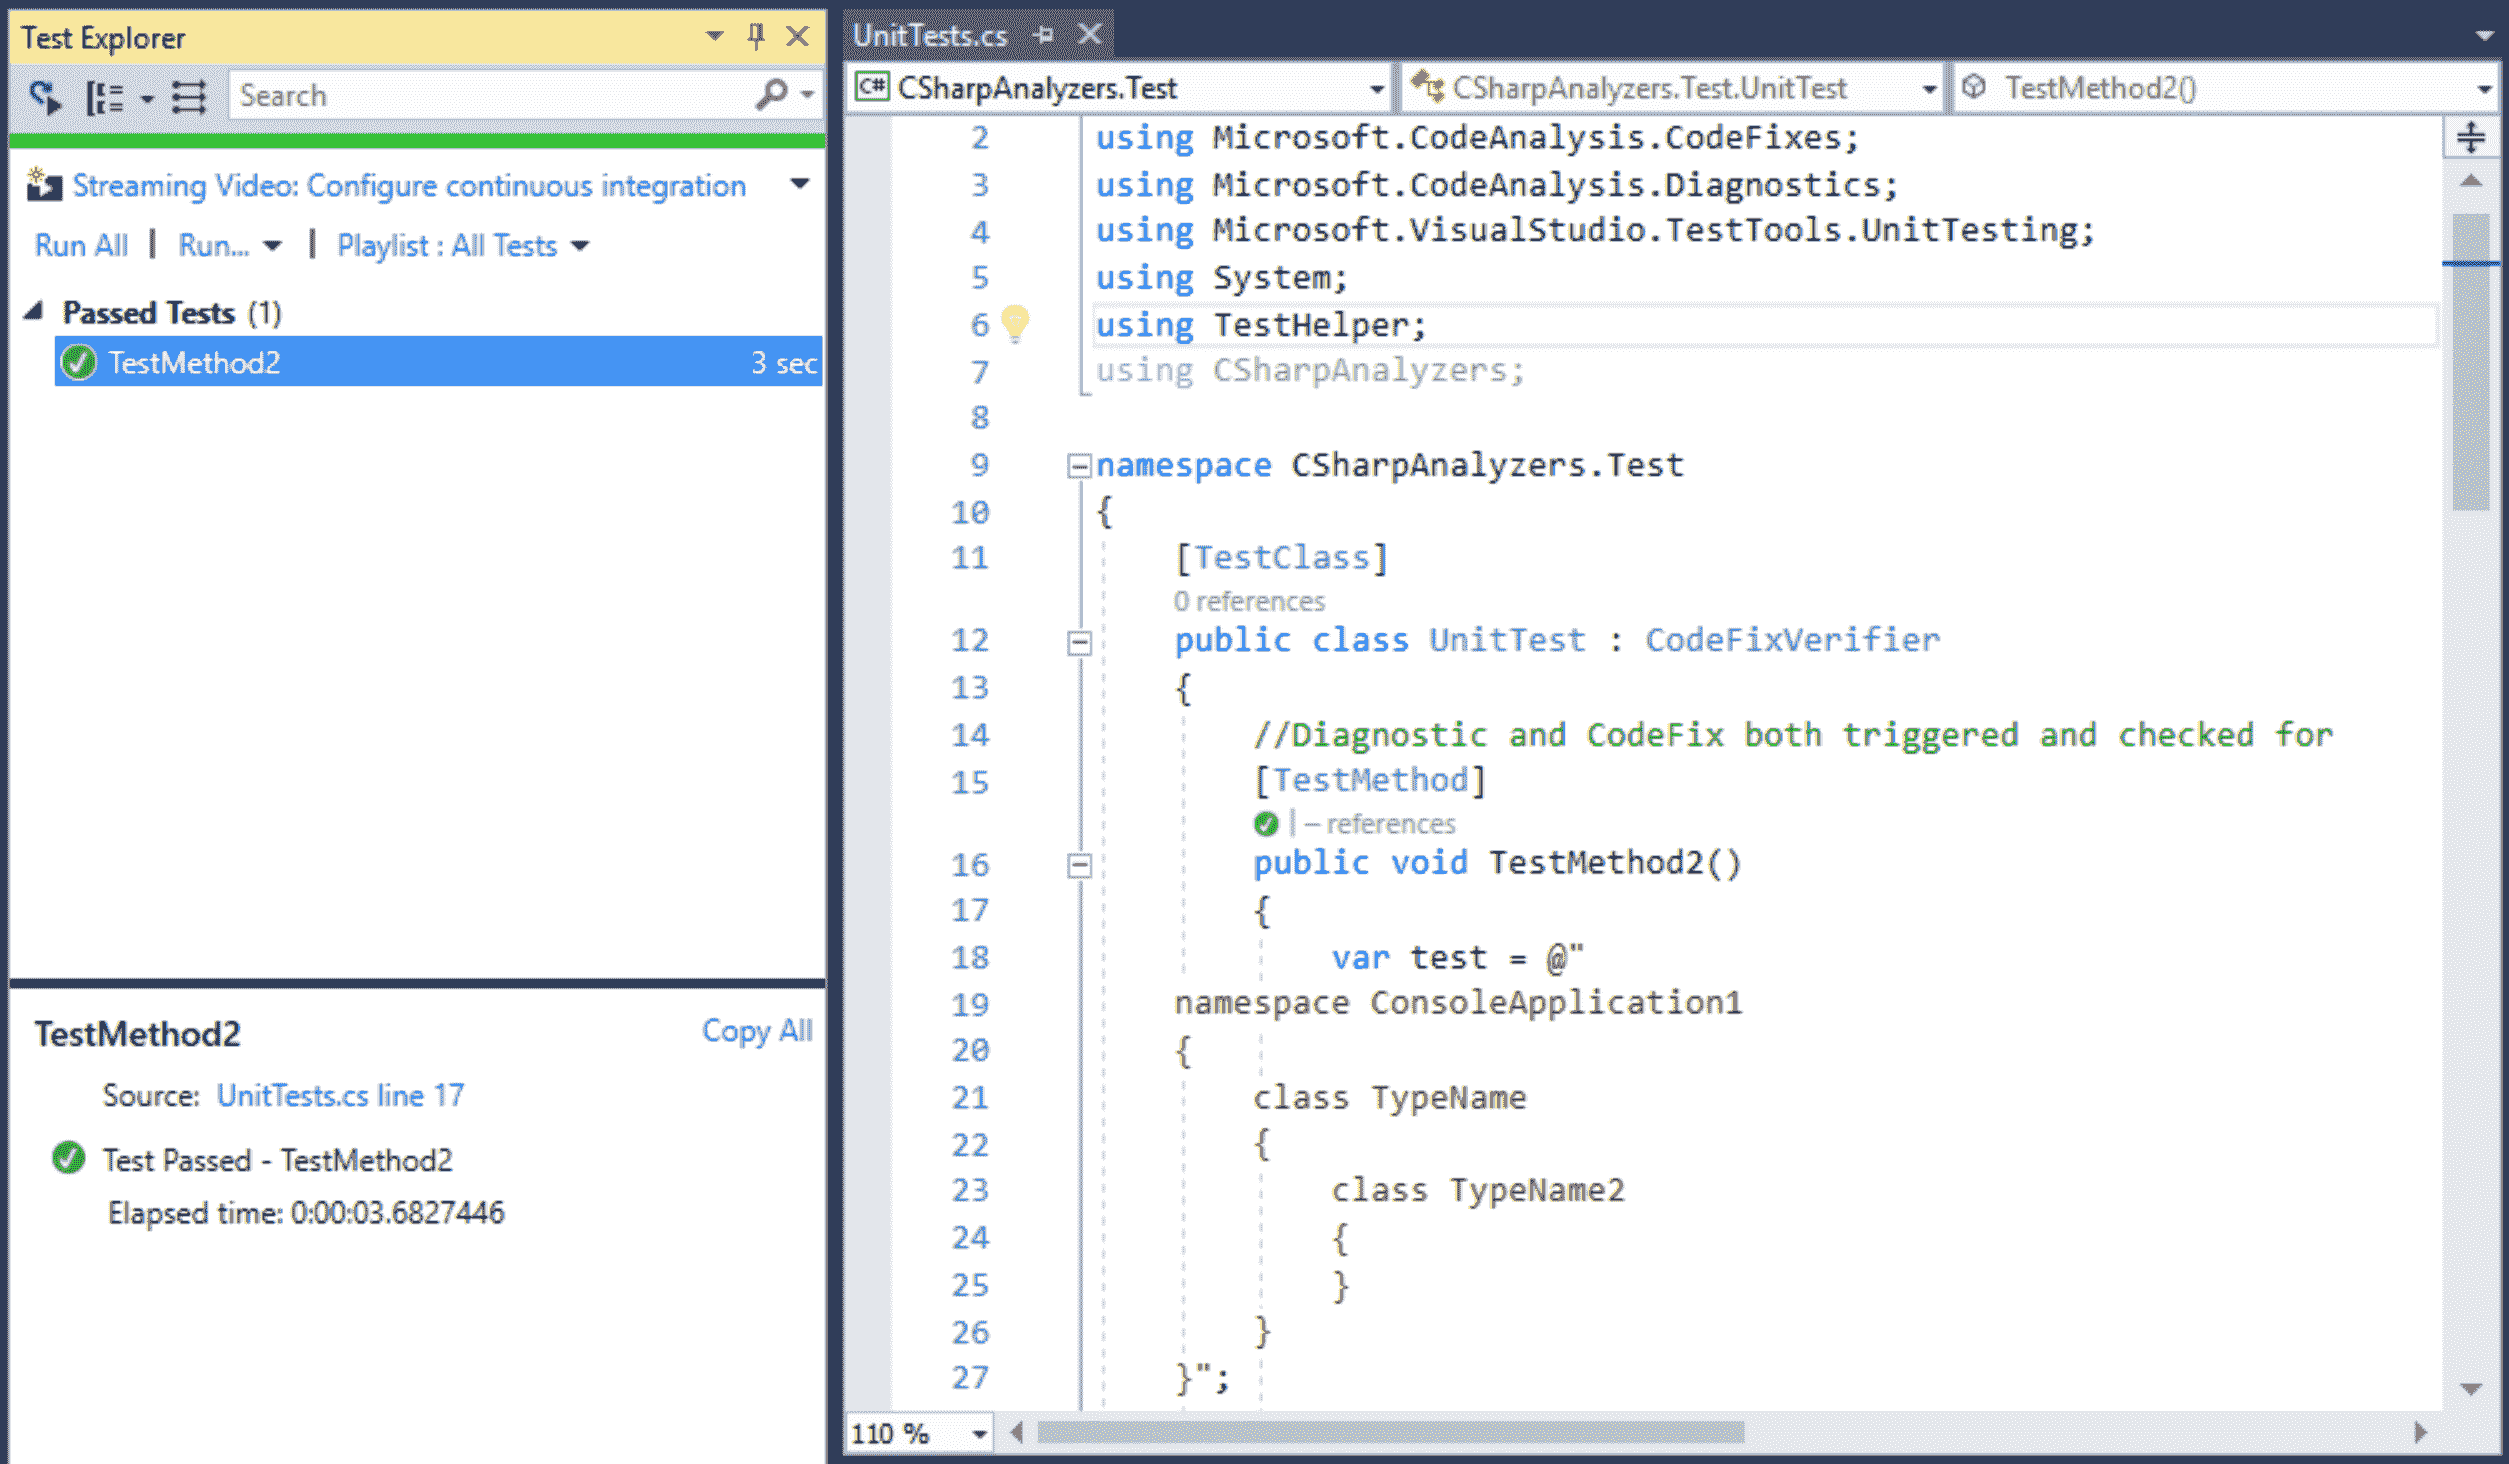 Test Explorer
Search
Streaming Video: Configure continuous integration
Run All | Run... | Playlist : All Tests
Passed Tests (1)
TestMethod2 3 sec
TestMethod2 Copy All
Source: UnitTests.cs line 17
Test Passed - TestMethod2
Elapsed time: 0:00:03.6827446
UnitTests.cs
C# CSharpAnalyzers.Test CSharpAnalyzers.Test.UnitTest TestMethod2()
2 using Microsoft.CodeAnalysis.CodeFixes;
3 using Microsoft.CodeAnalysis.Diagnostics;
4 using Microsoft.VisualStudio.TestTools.UnitTesting;
5 using System;
6 using TestHelper;
7 using CSharpAnalyzers;
8
9 namespace CSharpAnalyzers.Test
10 {
11 [TestClass]
0 references
12 public class UnitTest : CodeFixVerifier
13 {
14 //Diagnostic and CodeFix both triggered and checked for
15 [TestMethod]
| – references
16 public void TestMethod2()
17 {
18 var test = @"
19 namespace ConsoleApplication1
20 {
21 class TypeName
22 {
23 class TypeName2
24 {
25 }
26 }
27 }";
110 %